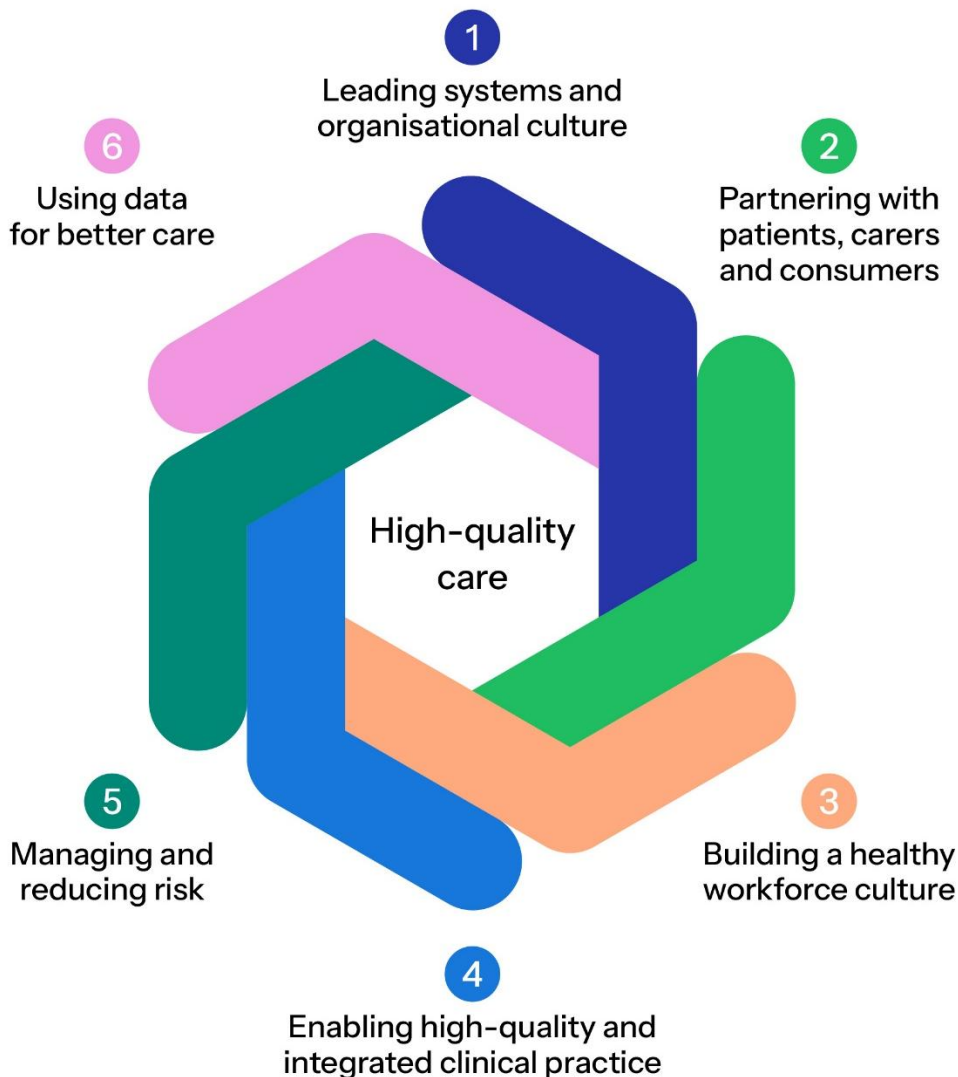 1
Leading systems and
organisational culture
2
Partnering with
patients, carers
and consumers
3
Building a healthy
workforce culture
4
Enabling high-quality and
integrated clinical practice
5
Managing and
reducing risk
6
Using data
for better care
High-quality
care